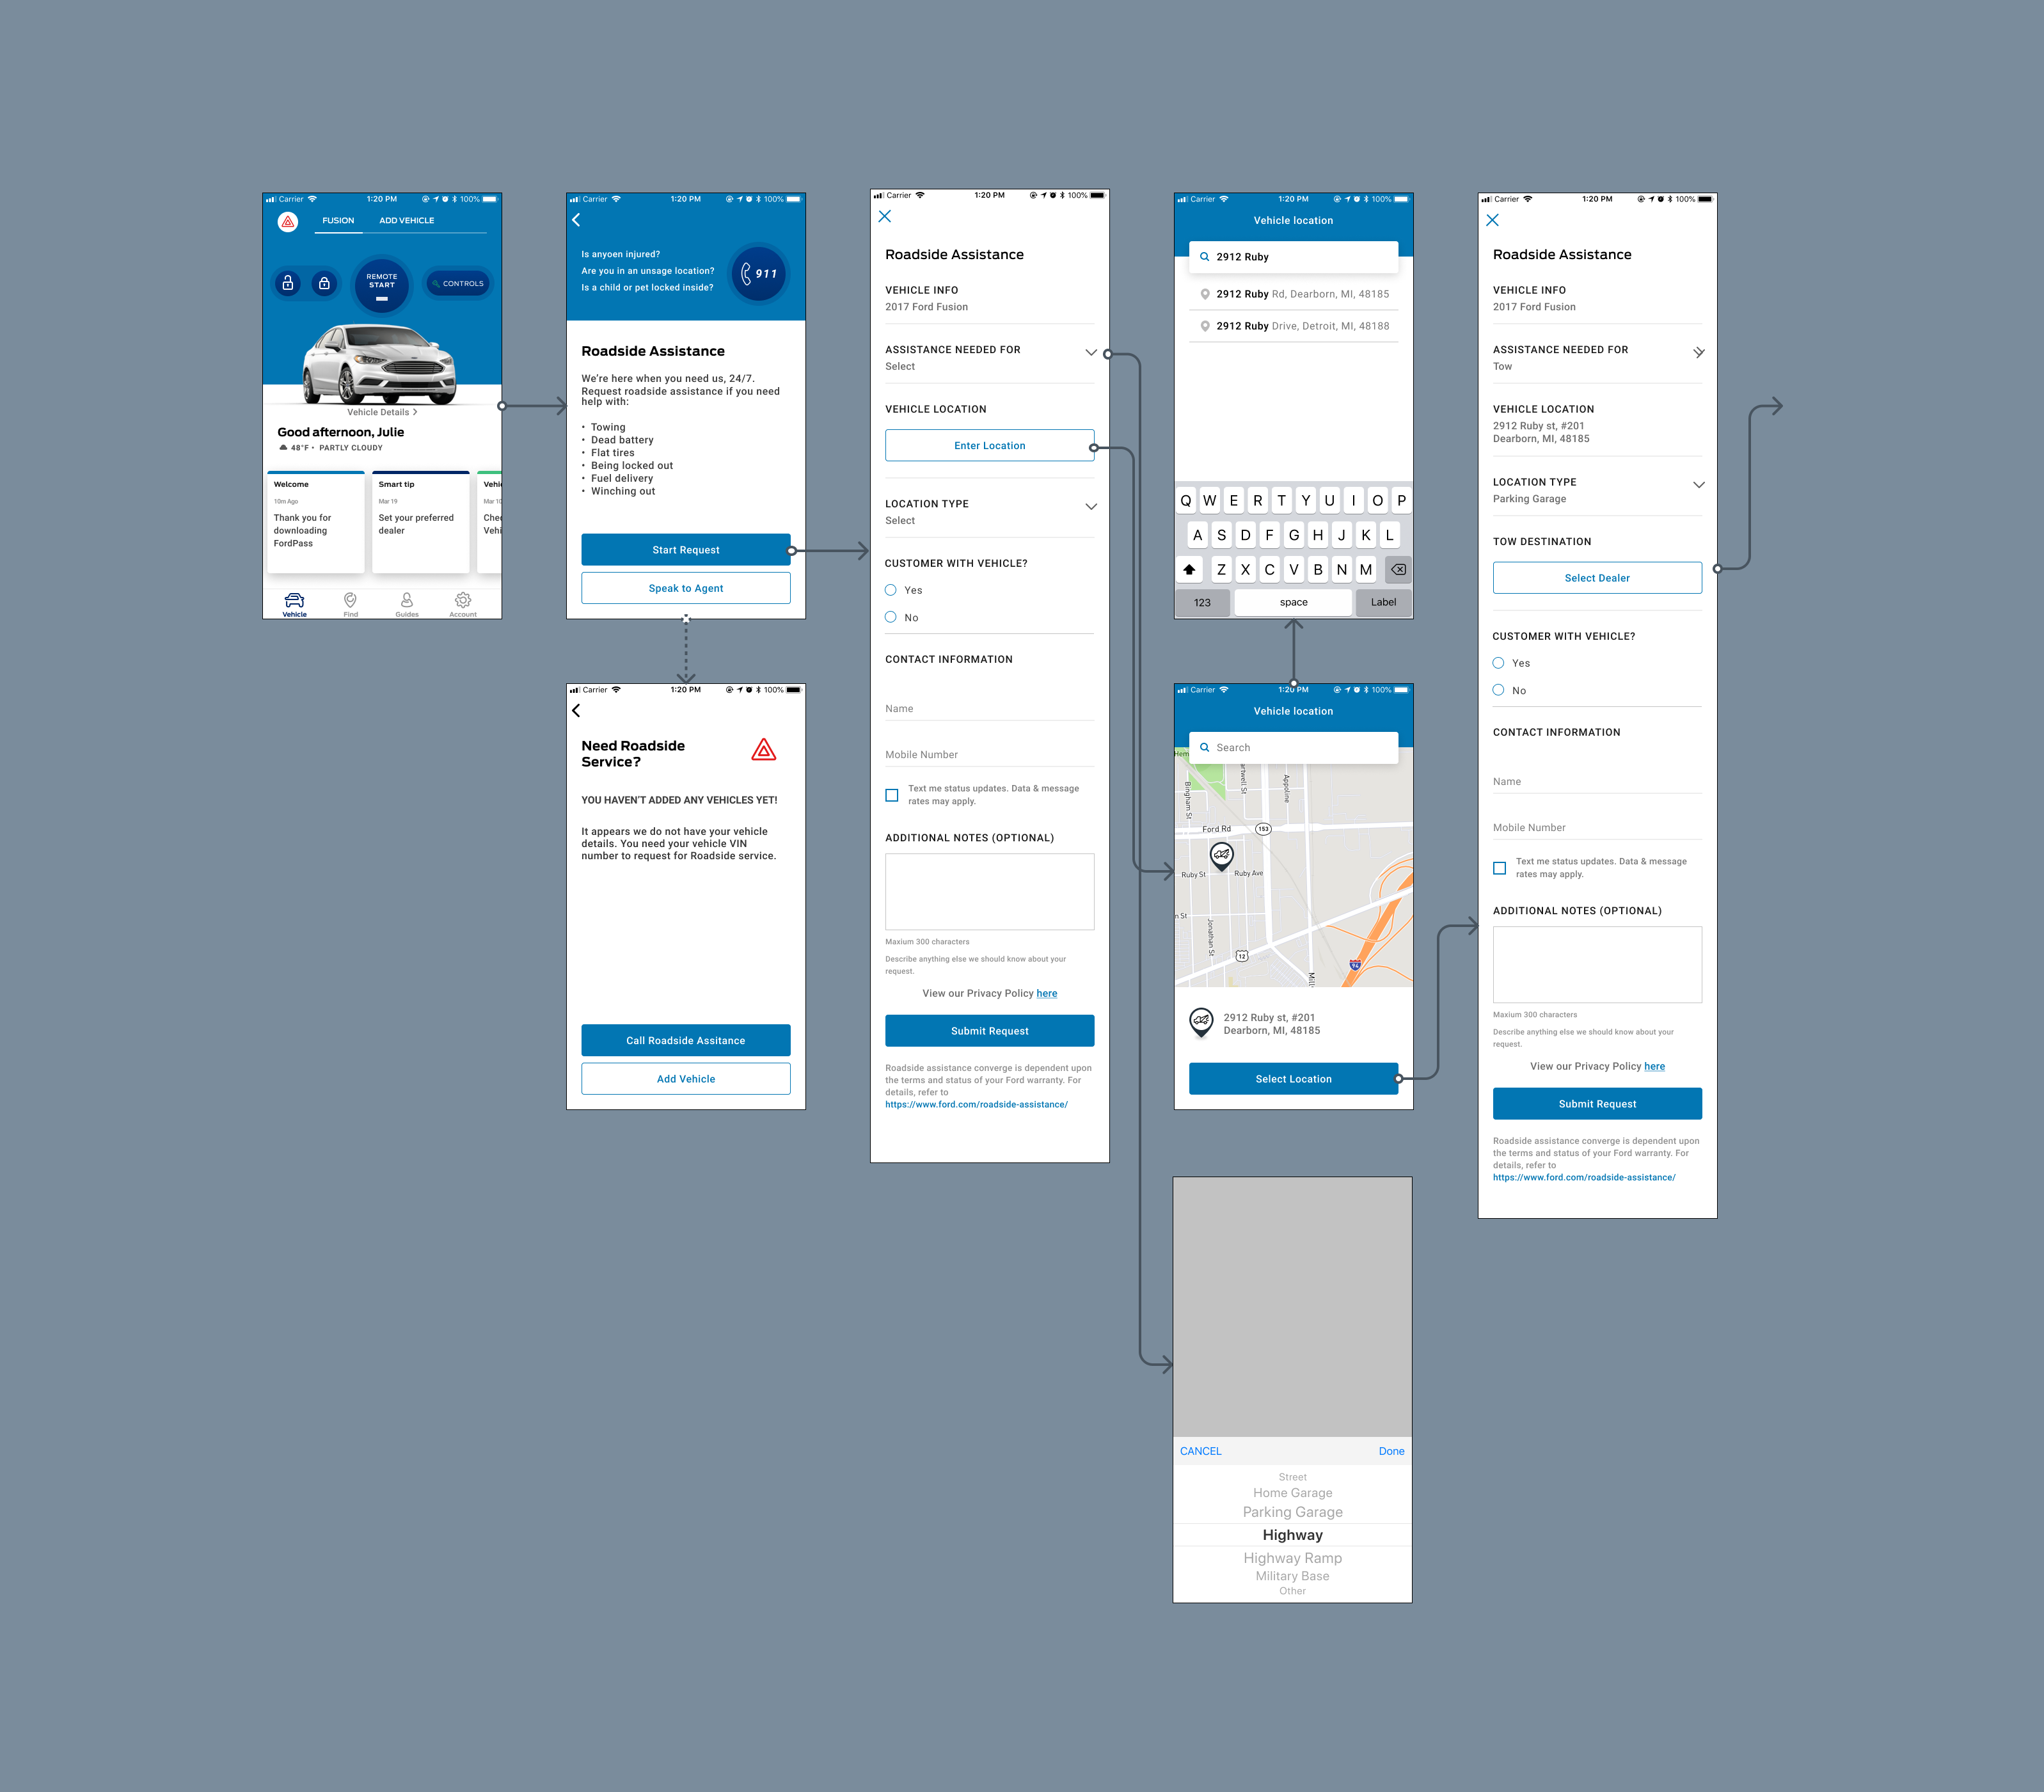 Carrier 1:20 PM 100%
FUSION ADD VEHICLE
REMOTE
START
CONTROLS
Vehicle Details
Good afternoon, Julie
48°F • PARTLY CLOUDY
Welcome
10m Ago
Thank you for
downloading
FordPass
Smart tip
Mar 19
Set your preferred
dealer
Vehi
Mar 10
Chec
Vehi
Vehicle Find Guides Account
Carrier 1:20 PM 100%
Is anyoen injured?
Are you in an unsage location?
Is a child or pet locked inside?
911
Roadside Assistance
We're here when you need us, 24/7.
Request roadside assistance if you need
help with:
• Towing
• Dead battery
• Flat tires
• Being locked out
• Fuel delivery
• Winching out
Start Request
Speak to Agent
Carrier 1:20 PM 100%
Need Roadside
Service?
YOU HAVEN'T ADDED ANY VEHICLES YET!
It appears we do not have your vehicle
details. You need your vehicle VIN
number to request for Roadside service.
Call Roadside Assitance
Add Vehicle
Carrier 1:20 PM 100%
Roadside Assistance
VEHICLE INFO
2017 Ford Fusion
ASSISTANCE NEEDED FOR
Select
VEHICLE LOCATION
Enter Location
LOCATION TYPE
Select
CUSTOMER WITH VEHICLE?
Yes
No
CONTACT INFORMATION
Name
Mobile Number
Text me status updates. Data & message
rates may apply.
ADDITIONAL NOTES (OPTIONAL)
Maxium 300 characters
Describe anything else we should know about your
request.
View our Privacy Policy here
Submit Request
Roadside assistance converge is dependent upon
the terms and status of your Ford warranty. For
details, refer to
https://www.ford.com/roadside-assistance/
Carrier 1:20 PM 100%
Vehicle location
2912 Ruby
2912 Ruby Rd, Dearborn, MI, 48185
2912 Ruby Drive, Detroit, MI, 48188
Q W E R T Y U I O P
A S D F G H J K L
Z X C V B N M
123 space Label
Carrier 1:20 PM 100%
Vehicle location
Search
Hem
Bingham St
artwell St
Appoline
Ford Rd
153
Ruby St
Ruby Ave
n St
Jonathan St
12
Mill
94
2912 Ruby st, #201
Dearborn, MI, 48185
Select Location
CANCEL Done
Street
Home Garage
Parking Garage
Highway
Highway Ramp
Military Base
Other
Carrier 1:20 PM 100%
Roadside Assistance
VEHICLE INFO
2017 Ford Fusion
ASSISTANCE NEEDED FOR
Tow
VEHICLE LOCATION
2912 Ruby st, #201
Dearborn, MI, 48185
LOCATION TYPE
Parking Garage
TOW DESTINATION
Select Dealer
CUSTOMER WITH VEHICLE?
Yes
No
CONTACT INFORMATION
Name
Mobile Number
Text me status updates. Data & message
rates may apply.
ADDITIONAL NOTES (OPTIONAL)
Maxium 300 characters
Describe anything else we should know about your
request.
View our Privacy Policy here
Submit Request
Roadside assistance converge is dependent upon
the terms and status of your Ford warranty. For
details, refer to
https://www.ford.com/roadside-assistance/